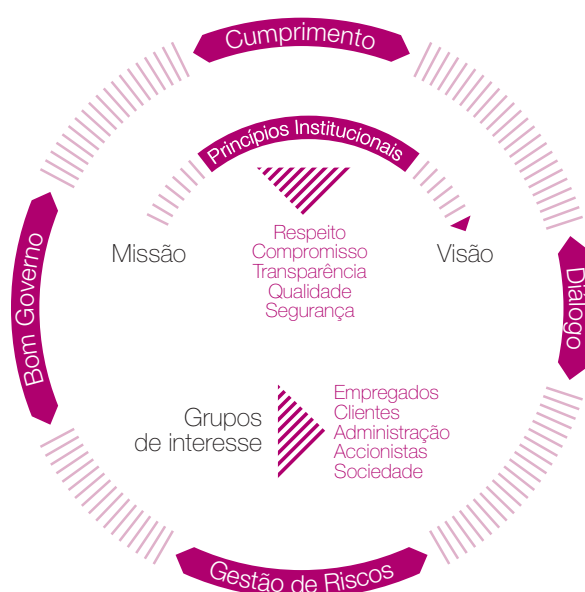 Cumprimento
Princípios Institucionais
Respeito
Compromisso
Transparência
Qualidade
Segurança
Missão
Visão
Bom Governo
Diálogo
Grupos
de interesse
Empregados
Clientes
Administração
Accionistas
Sociedade
Gestão de Riscos